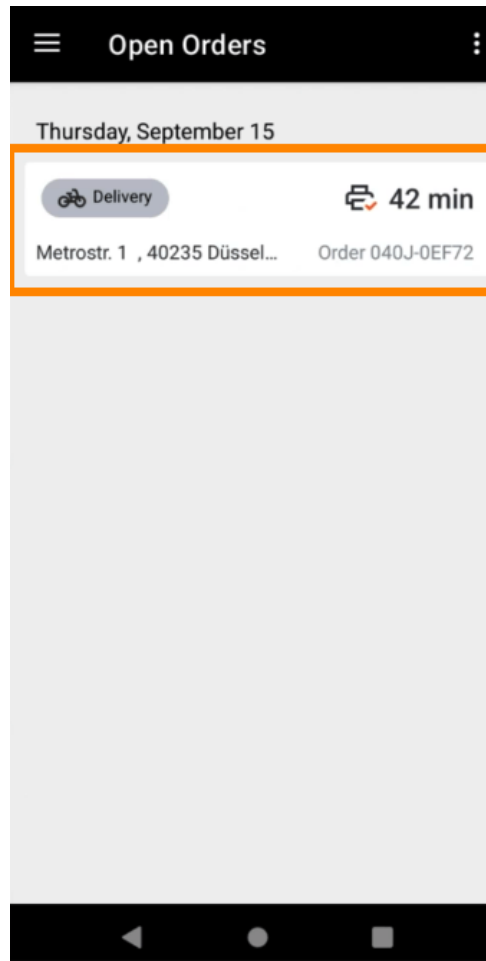 Open Orders
Thursday, September 15
Delivery 42 min
Metrostr. 1 , 40235 Düssel... Order 040J-0EF72